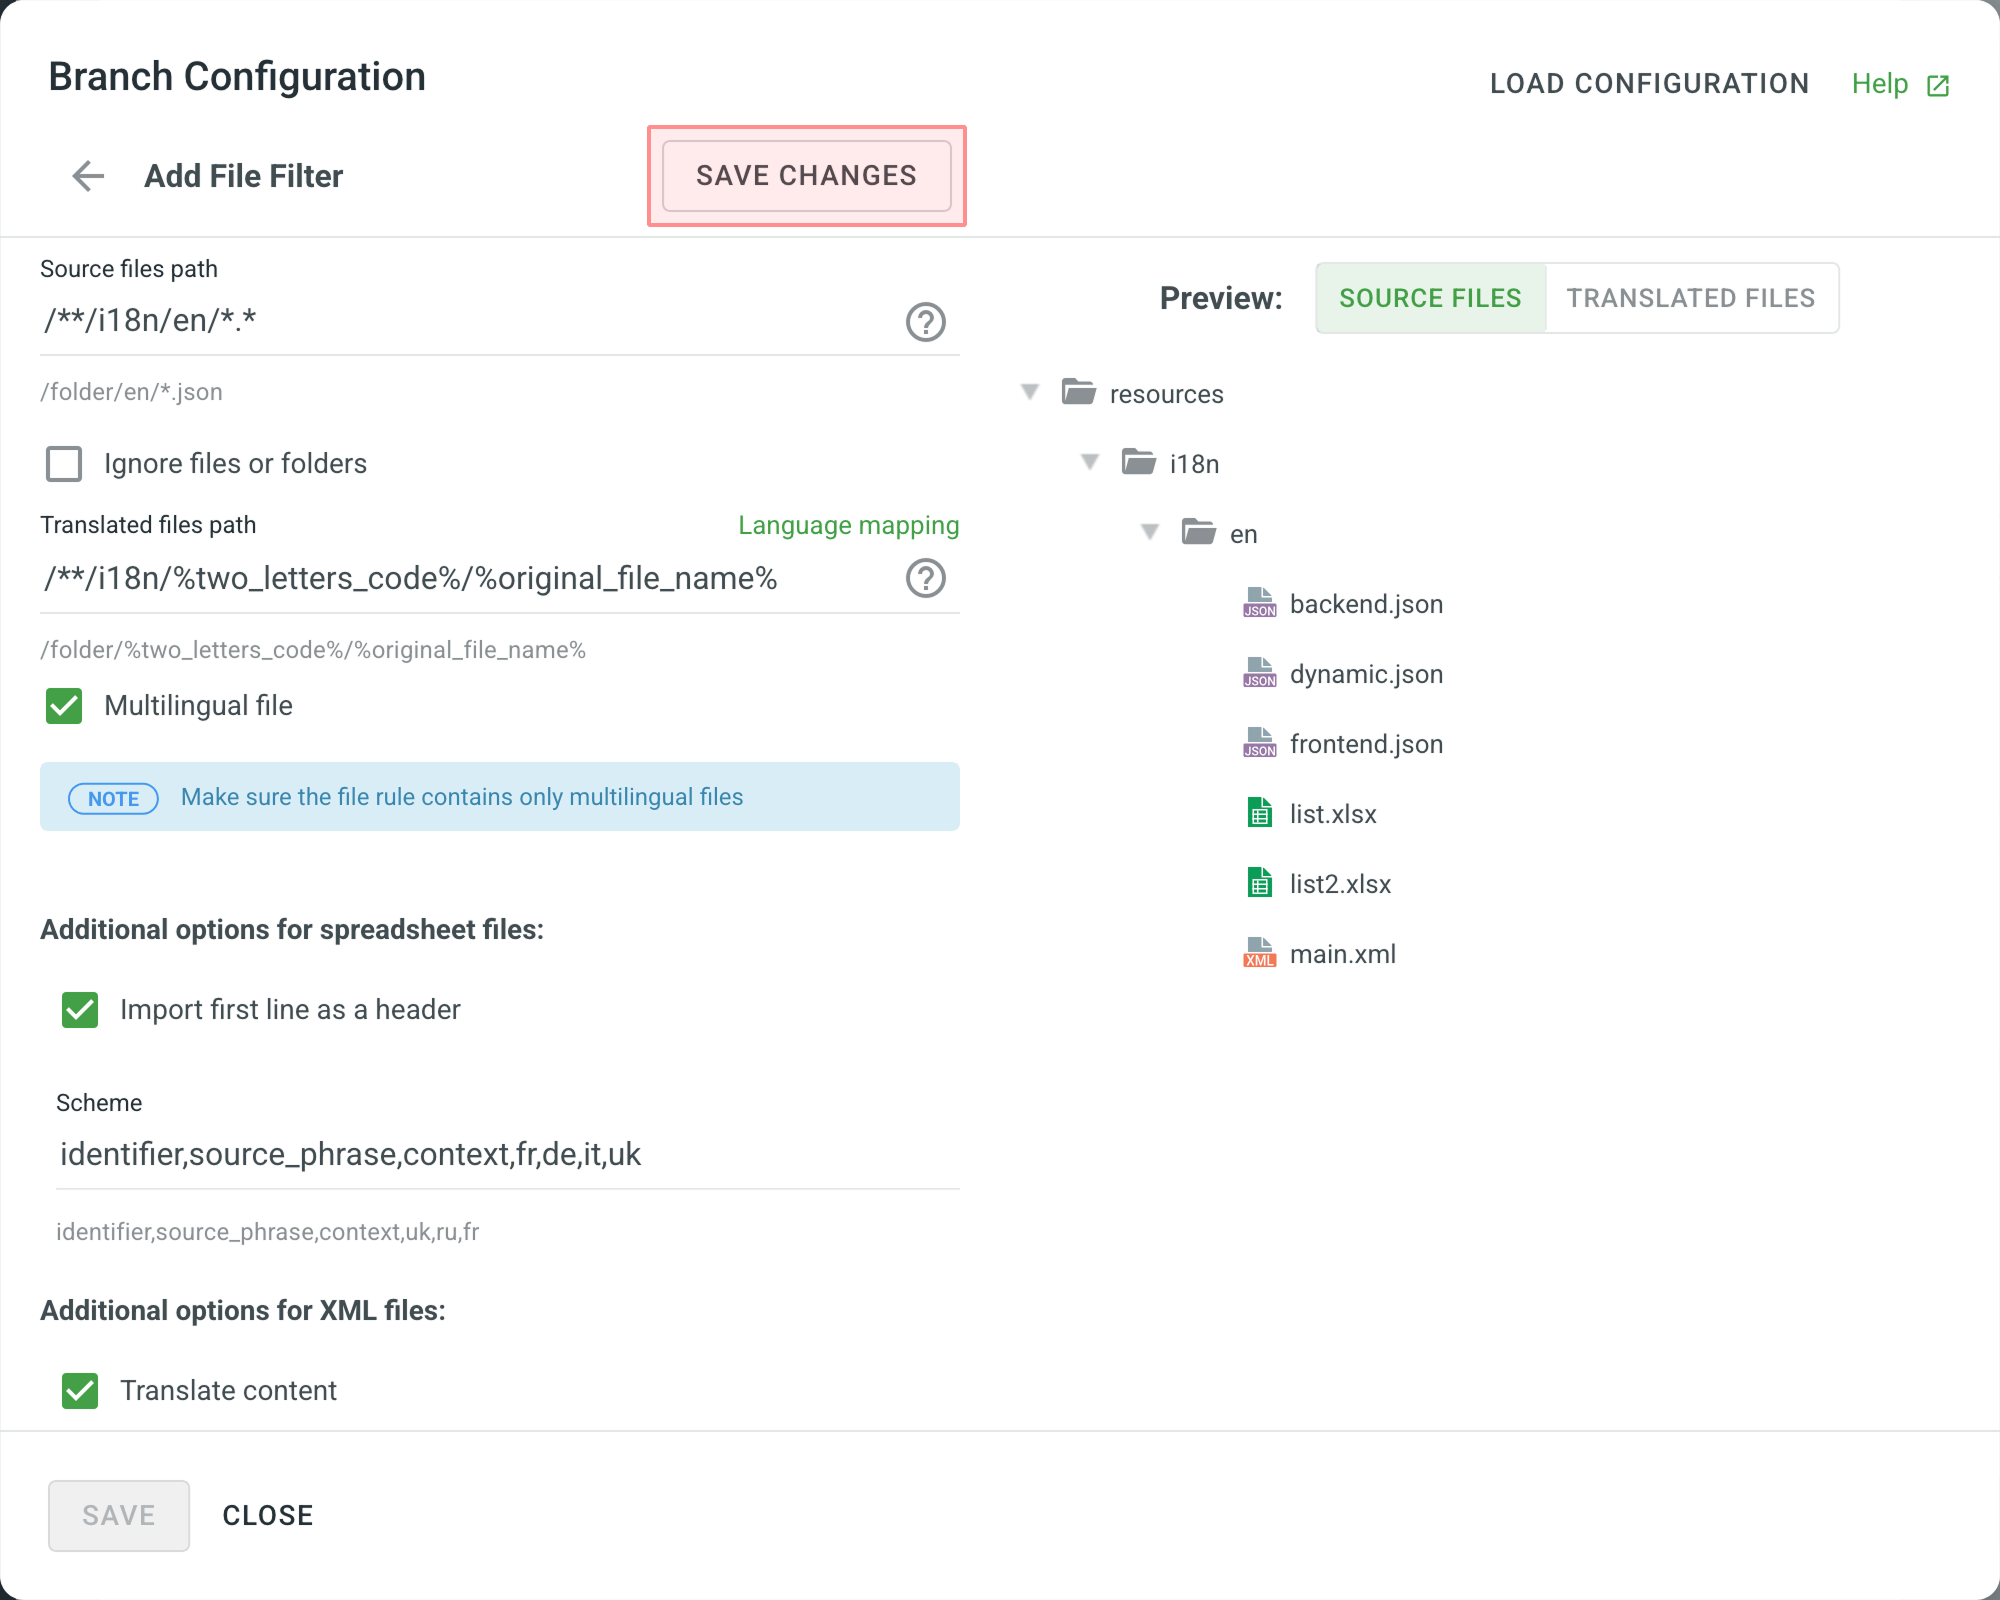 Branch Configuration
LOAD CONFIGURATION
Help
Add File Filter
SAVE CHANGES
Source files path
/**/i18n/en/*.*
/folder/en/*.json
Ignore files or folders
Translated files path
Language mapping
/**/i18n/%two_letters_code%/%original_file_name%
/folder/%two_letters_code%/%original_file_name%
Multilingual file
NOTE Make sure the file rule contains only multilingual files
Additional options for spreadsheet files:
Import first line as a header
Scheme
identifier,source_phrase,context,fr,de,it,uk
identifier,source_phrase,context,uk,ru,fr
Additional options for XML files:
Translate content
Preview:
SOURCE FILES
TRANSLATED FILES
resources
i18n
en
JSON backend.json
JSON dynamic.json
JSON frontend.json
list.xlsx
list2.xlsx
XML main.xml
SAVE
CLOSE